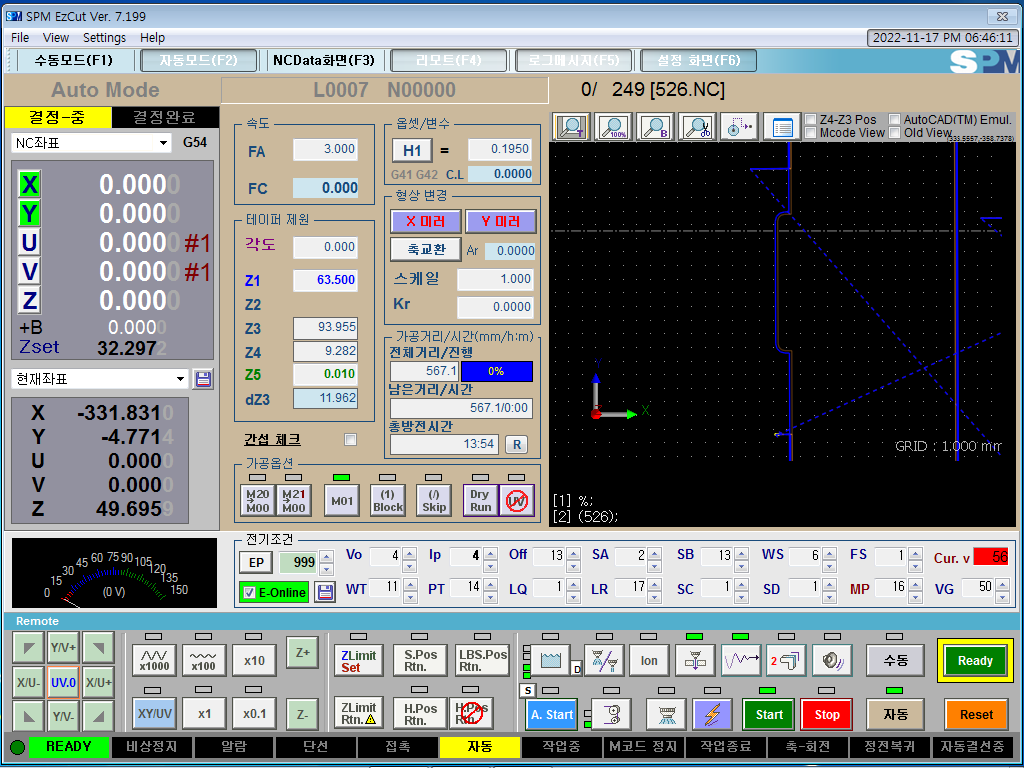 SPM EzCut Ver. 7.199
File View Settings Help
2022-11-17 PM 06:46:11
수동모드(F1) 자동모드(F2) NCData화면(F3) 리모트(F4) 로그메시지(F5) 설정 화면(F6) SPM
Auto Mode L0007 N00000 0/ 249 [526.NC]
결정-중 결정완료
NC좌표 G54
X 0.0000
Y 0.0000
U 0.0000 #1
V 0.0000 #1
Z 0.0000
+B 0.0000
Zset 32.2972
현재좌표
X -331.8310
Y -4.7714
U 0.0000
V 0.0000
Z 49.6959
속도
FA 3.000
FC 0.000
테이퍼 제원
각도 0.000
Z1 63.500
Z2
Z3 93.955
Z4 9.282
Z5 0.010
dZ3 11.962
간섭 체크
가공옵션
M20 M00 M21 M00 M01 (1) Block (/) Skip Dry Run UV
옵셋/변수
H1 = 0.1950
G41 G42 C.L 0.0000
형상 변경
X 미러 Y 미러
축교환 Ar 0.0000
스케일 1.000
Kr 0.0000
가공거리/시간(mm/h:m)
전체거리/진행
567.1 0%
남은거리/시간
567.1/0:00
총방전시간
13:54 R
T 100% B
Z4-Z3 Pos AutoCAD(TM) Emul.
Mcode View Old View
Y
X
GRID : 1.000 mm
[1] %;
[2] (526);
0 15 30 45 60 75 90 105 120 135 150
(0 V)
전기조건
EP 999 Vo 4 Ip 4 Off 13 SA 2 SB 13 WS 6 FS 1 Cur. v 56
E-Online WT 11 PT 14 LQ 1 LR 17 SC 1 SD 1 MP 16 VG 50
Remote
Y/V+
X/U- UV.0 X/U+
Y/V-
x1000 x100 x10 Z+
XY/UV x1 x0.1 Z-
ZLimit Set S.Pos Rtn. LBS.Pos Rtn.
ZLimit Rtn. H.Pos Rtn. H.Pos Rtn.
D Ion 2 수동 Ready
S A. Start Start Stop 자동 Reset
READY 비상정지 알람 단선 접촉 자동 작업중 M코드 정지 작업종료 축-회전 정전복귀 자동결선중